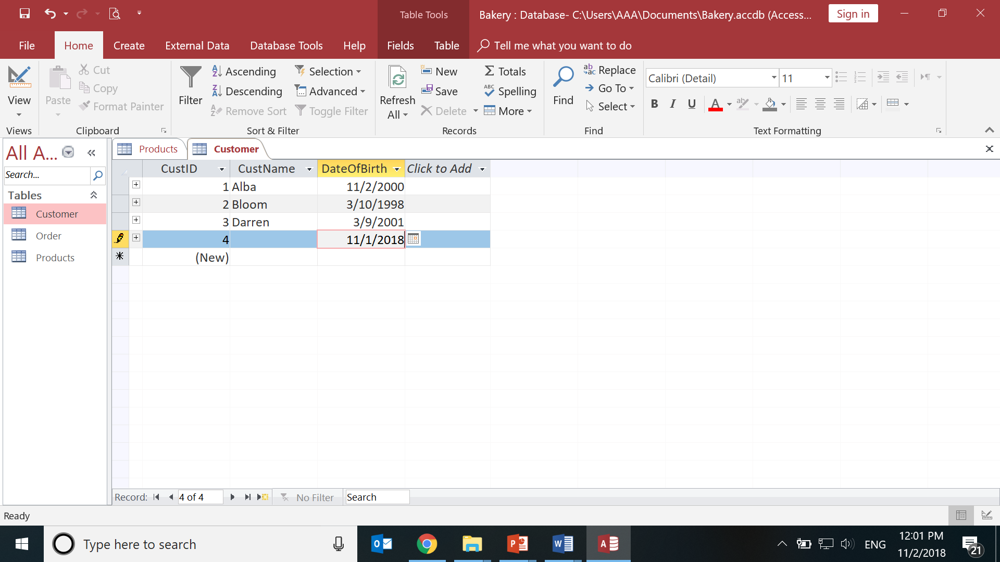 Table Tools
Bakery : Database- C:\Users\AAA\Documents\Bakery.accdb (Access...
Sign in
File
Home
Create
External Data
Database Tools
Help
Fields
Table
Tell me what you want to do
View
Views
Paste
Cut
Copy
Format Painter
Clipboard
Filter
Ascending
Descending
Remove Sort
Selection
Advanced
Toggle Filter
Sort & Filter
Refresh
All
New
Save
Delete
Totals
Spelling
More
Records
Find
Replace
Go To
Select
Find
Calibri (Detail)
11
B I U A
Text Formatting
All A...
Search...
Tables
Customer
Order
Products
Products
Customer
CustID CustName DateOfBirth Click to Add
1 Alba 11/2/2000
2 Bloom 3/10/1998
3 Darren 3/9/2001
4 11/1/2018
(New)
Record: 4 of 4 No Filter Search
Ready
Type here to search
ENG
12:01 PM
11/2/2018
21